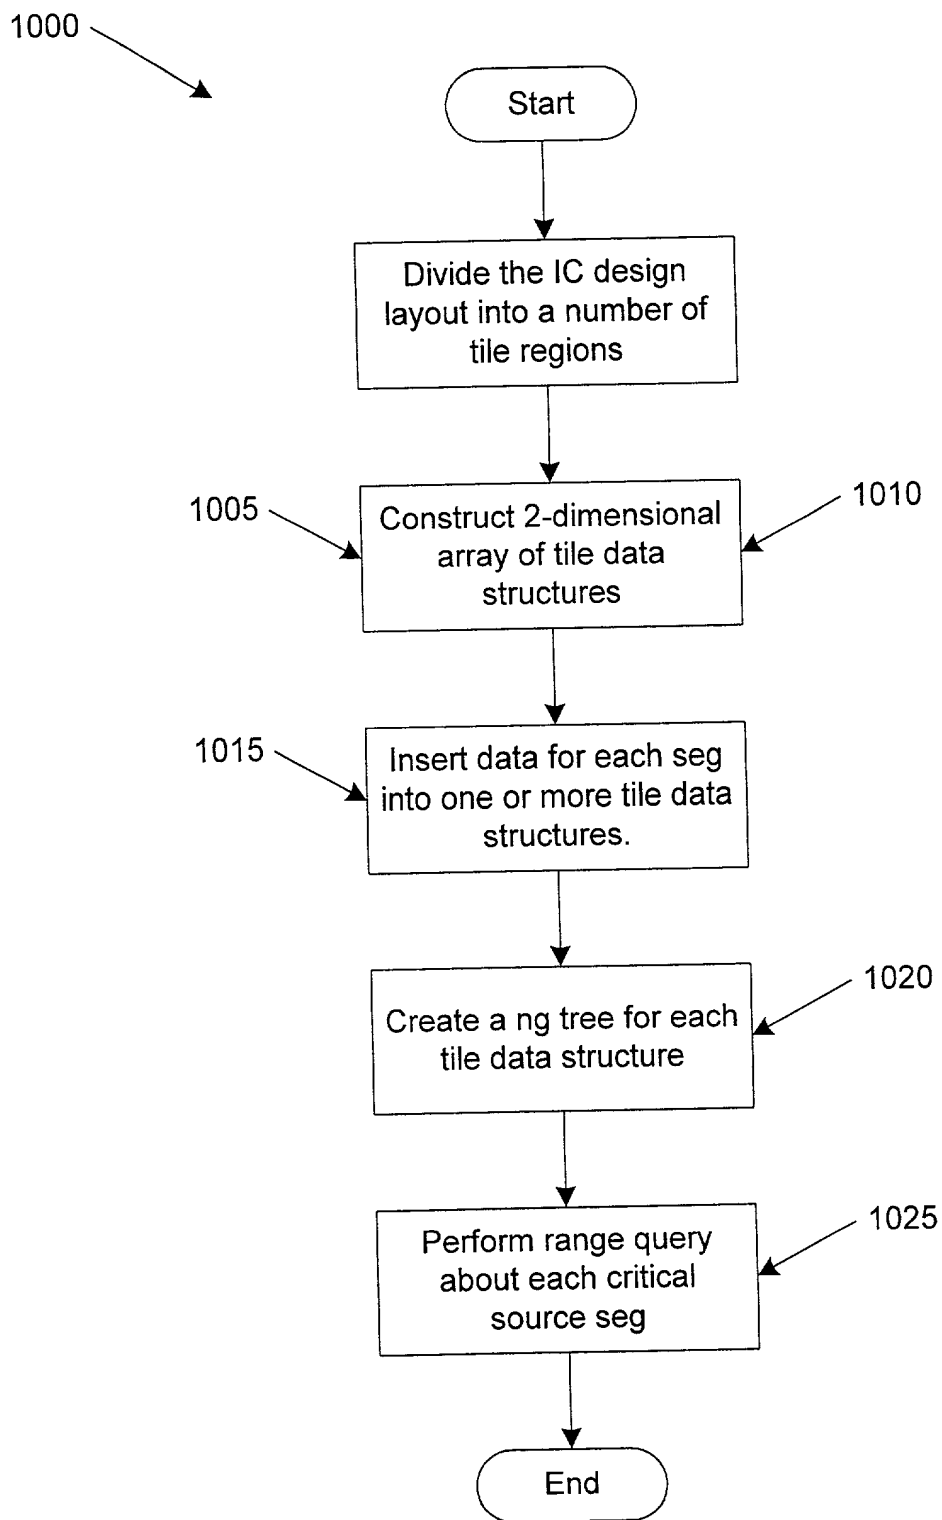 1000
Start
Divide the IC design
layout into a number of
tile regions
1005
1010
Construct 2-dimensional
array of tile data
structures
1015
Insert data for each seg
into one or more tile data
structures.
1020
Create a ng tree for each
tile data structure
1025
Perform range query
about each critical
source seg
End